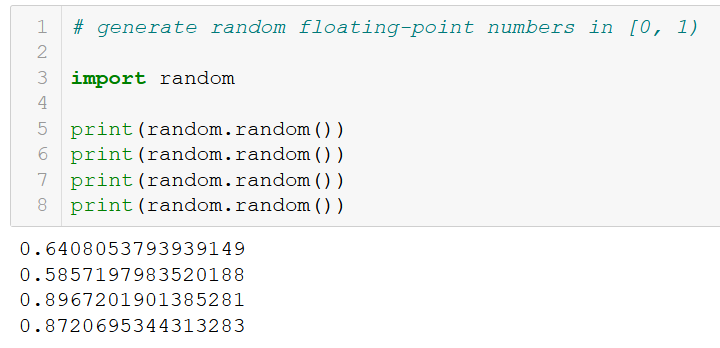 1 # generate random floating-point numbers in [0, 1)
2
3 import random
4
5 print(random.random())
6 print(random.random())
7 print(random.random())
8 print(random.random())
0.6408053793939149
0.5857197983520188
0.8967201901385281
0.8720695344313283